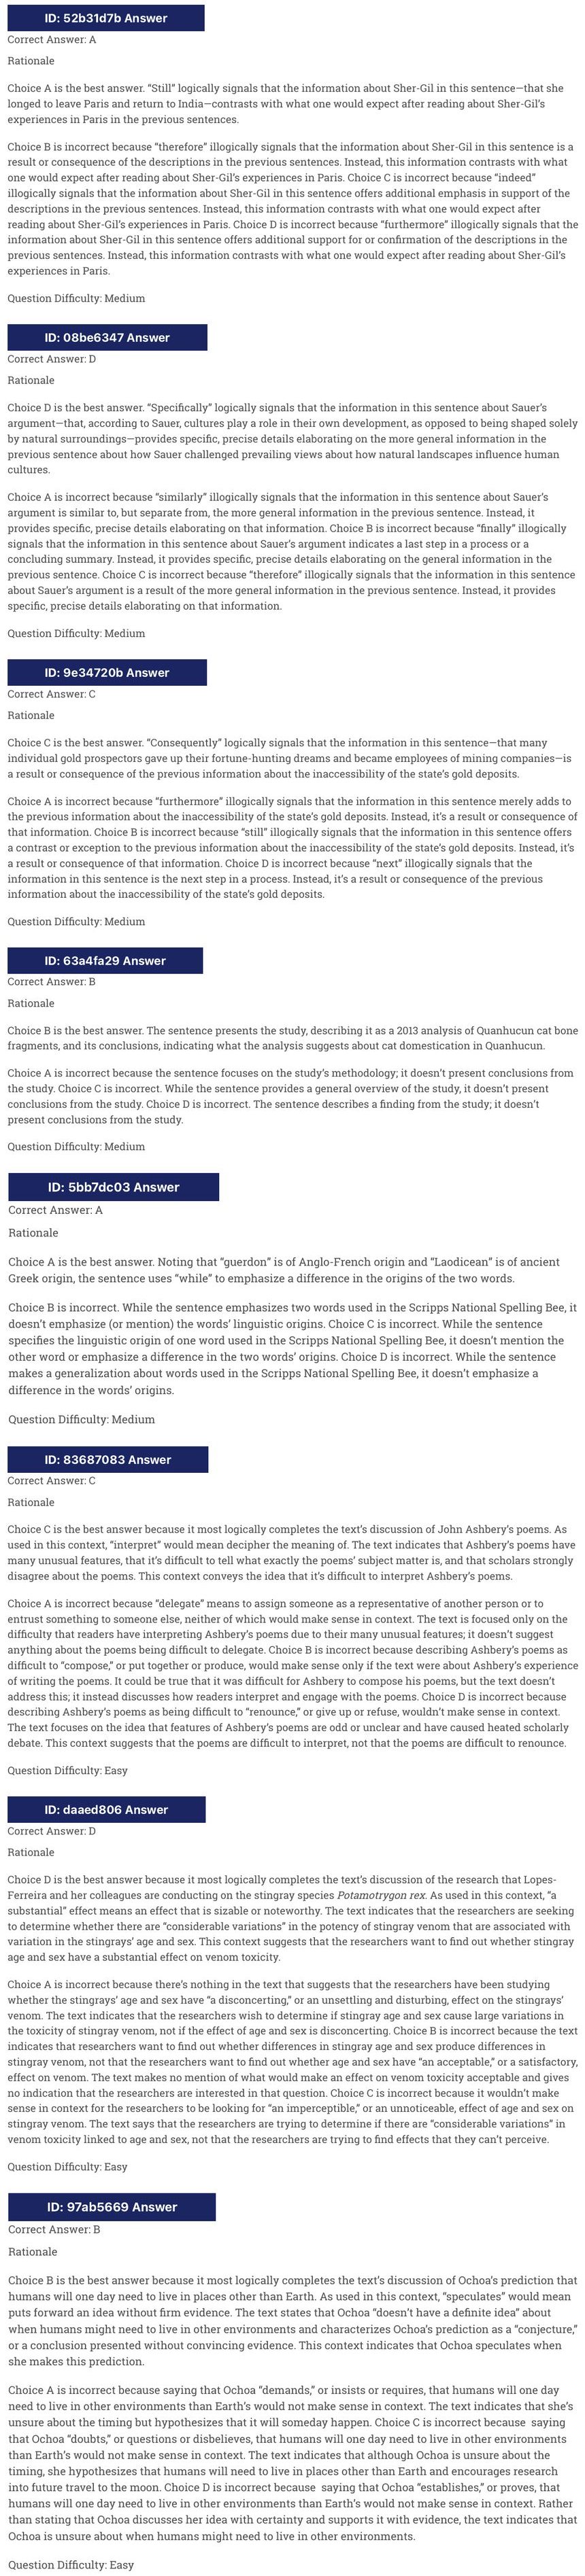 ID: 52b31d7b Answer
Correct Answer: A
Rationale
Choice A is the best answer. “Still” logically signals that the information about Sher-Gil in this sentence—that she
longed to leave Paris and return to India—contrasts with what one would expect after reading about Sher-Gil’s
experiences in Paris in the previous sentences.
Choice B is incorrect because “therefore” illogically signals that the information about Sher-Gil in this sentence is a
result or consequence of the descriptions in the previous sentences. Instead, this information contrasts with what
one would expect after reading about Sher-Gil’s experiences in Paris. Choice C is incorrect because “indeed”
illogically signals that the information about Sher-Gil in this sentence offers additional emphasis in support of the
descriptions in the previous sentences. Instead, this information contrasts with what one would expect after
reading about Sher-Gil’s experiences in Paris. Choice D is incorrect because “furthermore” illogically signals that the
information about Sher-Gil in this sentence offers additional support for or confirmation of the descriptions in the
previous sentences. Instead, this information contrasts with what one would expect after reading about Sher-Gil’s
experiences in Paris.
Question Difficulty: Medium
ID: 08be6347 Answer
Correct Answer: D
Rationale
Choice D is the best answer. “Specifically” logically signals that the information in this sentence about Sauer’s
argument—that, according to Sauer, cultures play a role in their own development, as opposed to being shaped solely
by natural surroundings—provides specific, precise details elaborating on the more general information in the
previous sentence about how Sauer challenged prevailing views about how natural landscapes influence human
cultures.
Choice A is incorrect because “similarly” illogically signals that the information in this sentence about Sauer’s
argument is similar to, but separate from, the more general information in the previous sentence. Instead, it
provides specific, precise details elaborating on that information. Choice B is incorrect because “finally” illogically
signals that the information in this sentence about Sauer’s argument indicates a last step in a process or a
concluding summary. Instead, it provides specific, precise details elaborating on the general information in the
previous sentence. Choice C is incorrect because “therefore” illogically signals that the information in this sentence
about Sauer’s argument is a result of the more general information in the previous sentence. Instead, it provides
specific, precise details elaborating on that information.
Question Difficulty: Medium
ID: 9e34720b Answer
Correct Answer: C
Rationale
Choice C is the best answer. “Consequently” logically signals that the information in this sentence—that many
individual gold prospectors gave up their fortune-hunting dreams and became employees of mining companies—is
a result or consequence of the previous information about the inaccessibility of the state’s gold deposits.
Choice A is incorrect because “furthermore” illogically signals that the information in this sentence merely adds to
the previous information about the inaccessibility of the state’s gold deposits. Instead, it’s a result or consequence of
that information. Choice B is incorrect because “still” illogically signals that the information in this sentence offers
a contrast or exception to the previous information about the inaccessibility of the state’s gold deposits. Instead, it’s
a result or consequence of that information. Choice D is incorrect because “next” illogically signals that the
information in this sentence is the next step in a process. Instead, it’s a result or consequence of the previous
information about the inaccessibility of the state’s gold deposits.
Question Difficulty: Medium
ID: 63a4fa29 Answer
Correct Answer: B
Rationale
Choice B is the best answer. The sentence presents the study, describing it as a 2013 analysis of Quanhucun cat bone
fragments, and its conclusions, indicating what the analysis suggests about cat domestication in Quanhucun.
Choice A is incorrect because the sentence focuses on the study’s methodology; it doesn’t present conclusions from
the study. Choice C is incorrect. While the sentence provides a general overview of the study, it doesn’t present
conclusions from the study. Choice D is incorrect. The sentence describes a finding from the study; it doesn’t
present conclusions from the study.
Question Difficulty: Medium
ID: 5bb7dc03 Answer
Correct Answer: A
Rationale
Choice A is the best answer. Noting that “guerdon” is of Anglo-French origin and “Laodicean” is of ancient
Greek origin, the sentence uses “while” to emphasize a difference in the origins of the two words.
Choice B is incorrect. While the sentence emphasizes two words used in the Scripps National Spelling Bee, it
doesn’t emphasize (or mention) the words’ linguistic origins. Choice C is incorrect. While the sentence
specifies the linguistic origin of one word used in the Scripps National Spelling Bee, it doesn’t mention the
other word or emphasize a difference in the two words’ origins. Choice D is incorrect. While the sentence
makes a generalization about words used in the Scripps National Spelling Bee, it doesn’t emphasize a
difference in the words’ origins.
Question Difficulty: Medium
ID: 83687083 Answer
Correct Answer: C
Rationale
Choice C is the best answer because it most logically completes the text’s discussion of John Ashbery’s poems. As
used in this context, “interpret” would mean decipher the meaning of. The text indicates that Ashbery’s poems have
many unusual features, that it’s difficult to tell what exactly the poems’ subject matter is, and that scholars strongly
disagree about the poems. This context conveys the idea that it’s difficult to interpret Ashbery’s poems.
Choice A is incorrect because “delegate” means to assign someone as a representative of another person or to
entrust something to someone else, neither of which would make sense in context. The text is focused only on the
difficulty that readers have interpreting Ashbery’s poems due to their many unusual features; it doesn’t suggest
anything about the poems being difficult to delegate. Choice B is incorrect because describing Ashbery’s poems as
difficult to “compose,” or put together or produce, would make sense only if the text were about Ashbery’s experience
of writing the poems. It could be true that it was difficult for Ashbery to compose his poems, but the text doesn’t
address this; it instead discusses how readers interpret and engage with the poems. Choice D is incorrect because
describing Ashbery’s poems as being difficult to “renounce,” or give up or refuse, wouldn’t make sense in context.
The text focuses on the idea that features of Ashbery’s poems are odd or unclear and have caused heated scholarly
debate. This context suggests that the poems are difficult to interpret, not that the poems are difficult to renounce.
Question Difficulty: Easy
ID: daaed806 Answer
Correct Answer: D
Rationale
Choice D is the best answer because it most logically completes the text’s discussion of the research that Lopes-
Ferreira and her colleagues are conducting on the stingray species Potamotrygon rex. As used in this context, “a
substantial” effect means an effect that is sizable or noteworthy. The text indicates that the researchers are seeking
to determine whether there are “considerable variations” in the potency of stingray venom that are associated with
variation in the stingrays’ age and sex. This context suggests that the researchers want to find out whether stingray
age and sex have a substantial effect on venom toxicity.
Choice A is incorrect because there’s nothing in the text that suggests that the researchers have been studying
whether the stingrays’ age and sex have “a disconcerting,” or an unsettling and disturbing, effect on the stingrays’
venom. The text indicates that the researchers wish to determine if stingray age and sex cause large variations in
the toxicity of stingray venom, not if the effect of age and sex is disconcerting. Choice B is incorrect because the text
indicates that researchers want to find out whether differences in stingray age and sex produce differences in
stingray venom, not that the researchers want to find out whether age and sex have “an acceptable,” or a satisfactory,
effect on venom. The text makes no mention of what would make an effect on venom toxicity acceptable and gives
no indication that the researchers are interested in that question. Choice C is incorrect because it wouldn’t make
sense in context for the researchers to be looking for “an imperceptible,” or an unnoticeable, effect of age and sex on
stingray venom. The text says that the researchers are trying to determine if there are “considerable variations” in
venom toxicity linked to age and sex, not that the researchers are trying to find effects that they can’t perceive.
Question Difficulty: Easy
ID: 97ab5669 Answer
Correct Answer: B
Rationale
Choice B is the best answer because it most logically completes the text’s discussion of Ochoa’s prediction that
humans will one day need to live in places other than Earth. As used in this context, “speculates” would mean
puts forward an idea without firm evidence. The text states that Ochoa “doesn’t have a definite idea” about
when humans might need to live in other environments and characterizes Ochoa’s prediction as a “conjecture,”
or a conclusion presented without convincing evidence. This context indicates that Ochoa speculates when
she makes this prediction.
Choice A is incorrect because saying that Ochoa “demands,” or insists or requires, that humans will one day
need to live in other environments than Earth’s would not make sense in context. The text indicates that she’s
unsure about the timing but hypothesizes that it will someday happen. Choice C is incorrect because saying
that Ochoa “doubts,” or questions or disbelieves, that humans will one day need to live in other environments
than Earth’s would not make sense in context. The text indicates that although Ochoa is unsure about the
timing, she hypothesizes that humans will need to live in places other than Earth and encourages research
into future travel to the moon. Choice D is incorrect because saying that Ochoa “establishes,” or proves, that
humans will one day need to live in other environments than Earth’s would not make sense in context. Rather
than stating that Ochoa discusses her idea with certainty and supports it with evidence, the text indicates that
Ochoa is unsure about when humans might need to live in other environments.
Question Difficulty: Easy